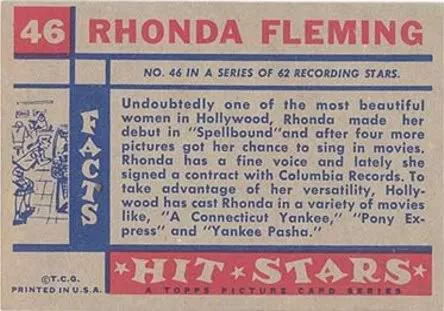 46 RHONDA FLEMING
NO. 46 IN A SERIES OF 62 RECORDING STARS.
FACTS
Undoubtedly one of the most beautiful
women in Hollywood, Rhonda made her
debut in "Spellbound"and after four more
pictures got her chance to sing in movies.
Rhonda has a fine voice and lately she
signed a contract with Columbia Records. To
take advantage of her versatility, Holly-
wood has cast Rhonda in a variety of movies
like, "A Connecticut Yankee," "Pony Ex-
press" and "Yankee Pasha."
©T.C.G.
PRINTED IN U.S.A.
HIT STARS
A TOPPS PICTURE CARD SERIES